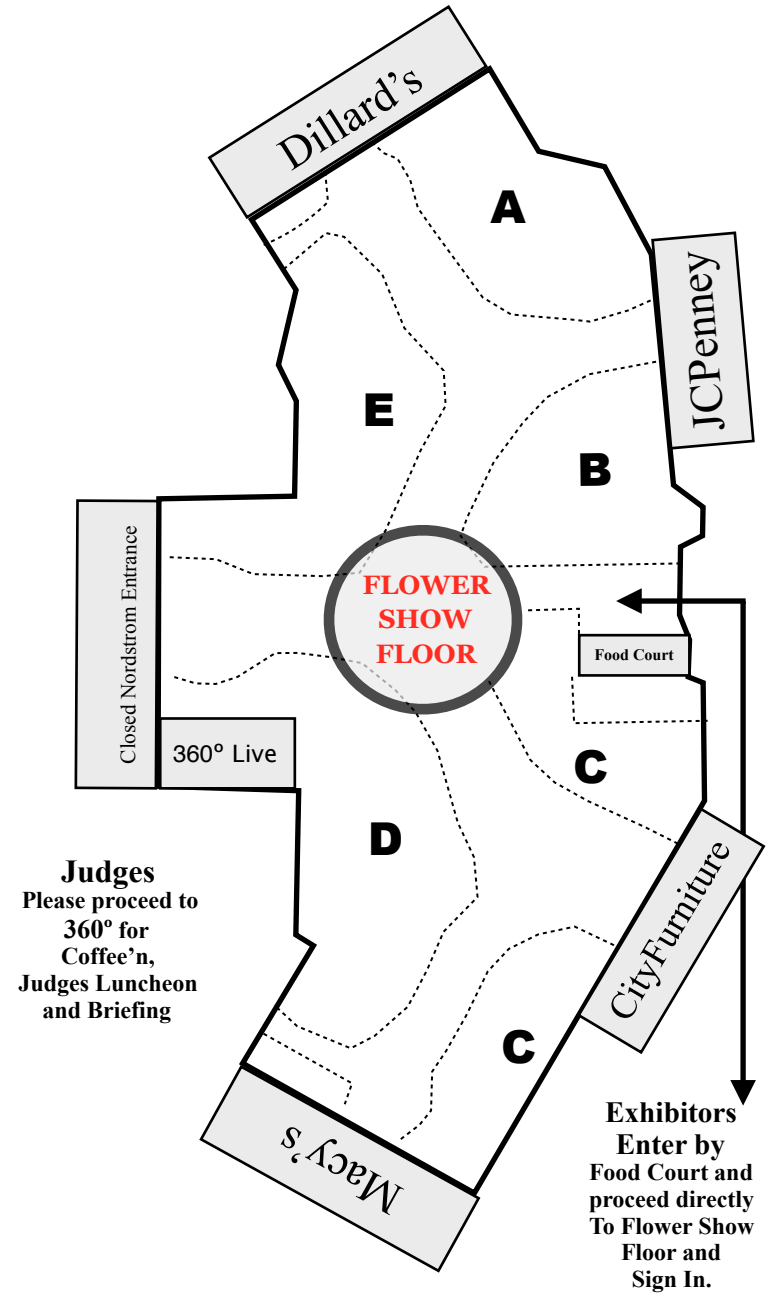 Dillard's
A
JCPenney
E
B
Closed Nordstrom Entrance
FLOWER
SHOW
FLOOR
Food Court
360º Live
C
D
CityFurniture
Judges
Please proceed to
360º for
Coffee'n,
Judges Luncheon
and Briefing
C
Macy's
Exhibitors
Enter by
Food Court and
proceed directly
To Flower Show
Floor and
Sign In.